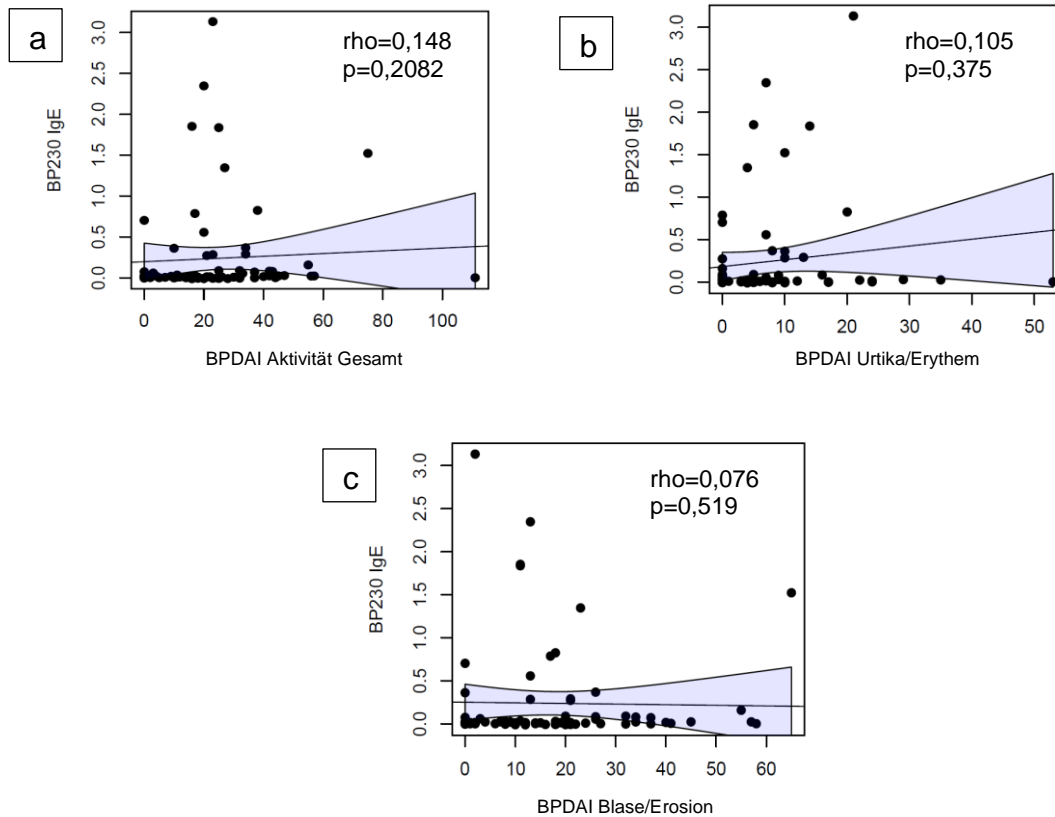 a
rho=0,148
p=0,2082
BP230 IgE
3.0
2.5
2.0
1.5
1.0
0.5
0.0
0 20 40 60 80 100
BPDAI Aktivität Gesamt
b
rho=0,105
p=0,375
BP230 IgE
3.0
2.5
2.0
1.5
1.0
0.5
0.0
0 10 20 30 40 50
BPDAI Urtika/Erythem
c
rho=0,076
p=0,519
BP230 IgE
3.0
2.5
2.0
1.5
1.0
0.5
0.0
0 10 20 30 40 50 60
BPDAI Blase/Erosion